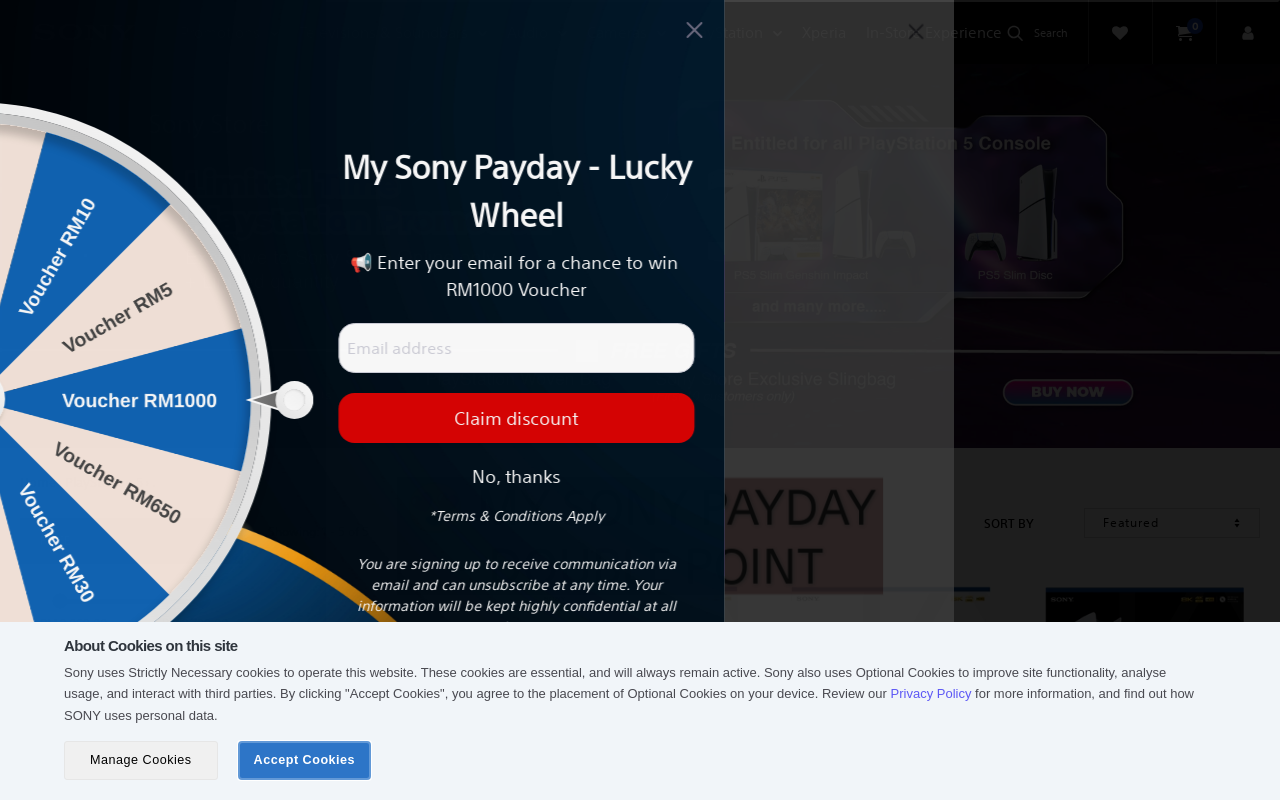 ation
Xperia
In-Store Experience
Search
0
Entitled for all PlayStation 5 Console
PS5 Slim Disc
and many more....
re Exclusive Slingbag
BUY NOW
PAYDAY
OINT
SORT BY
Featured
SONY
My Sony Payday - Lucky
Wheel
📢 Enter your email for a chance to win
RM1000 Voucher
Email address
Claim discount
No, thanks
*Terms & Conditions Apply
You are signing up to receive communication via
email and can unsubscribe at any time. Your
information will be kept highly confidential at all
Voucher RM10
Voucher RM5
Voucher RM1000
Voucher RM650
Voucher RM30
About Cookies on this site
Sony uses Strictly Necessary cookies to operate this website. These cookies are essential, and will always remain active. Sony also uses Optional Cookies to improve site functionality, analyse
usage, and interact with third parties. By clicking "Accept Cookies", you agree to the placement of Optional Cookies on your device. Review our Privacy Policy for more information, and find out how
SONY uses personal data.
Manage Cookies
Accept Cookies